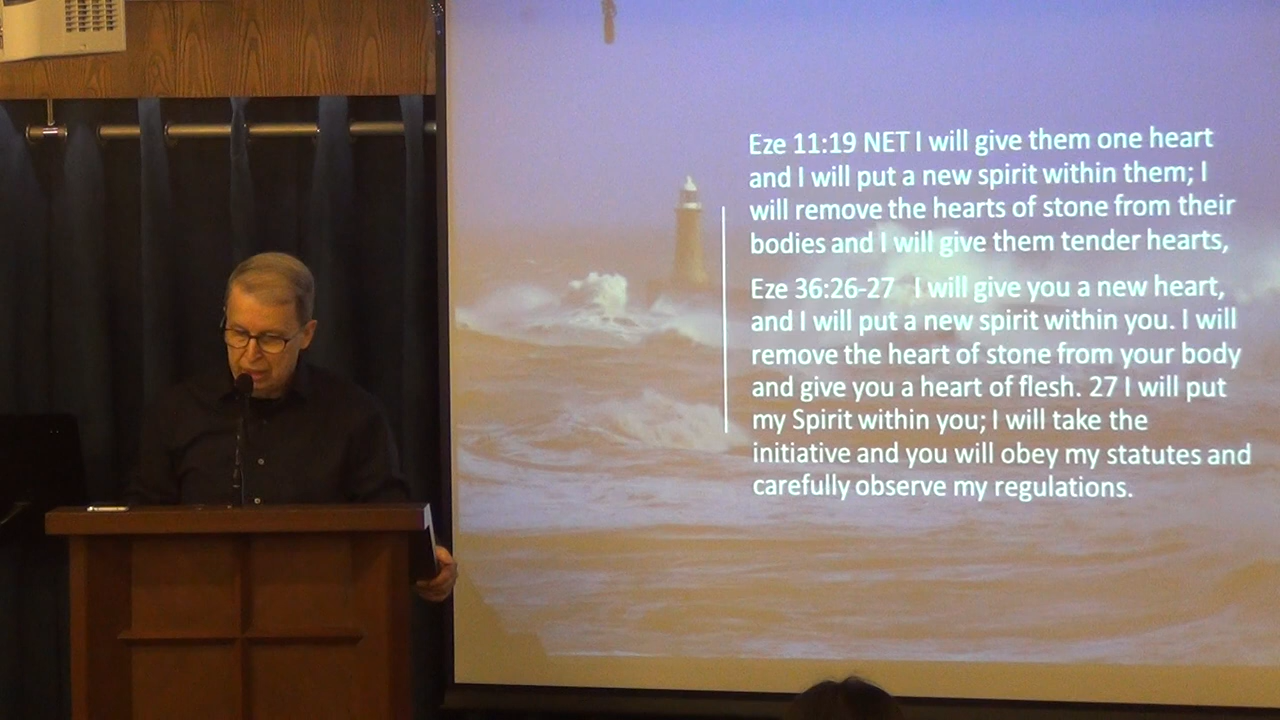 Eze 11:19 NET I will give them one heart
and I will put a new spirit within them; I
will remove the hearts of stone from their
bodies and I will give them tender hearts,
Eze 36:26-27 I will give you a new heart,
and I will put a new spirit within you. I will
remove the heart of stone from your body
and give you a heart of flesh. 27 I will put
my Spirit within you; I will take the
initiative and you will obey my statutes and
carefully observe my regulations.